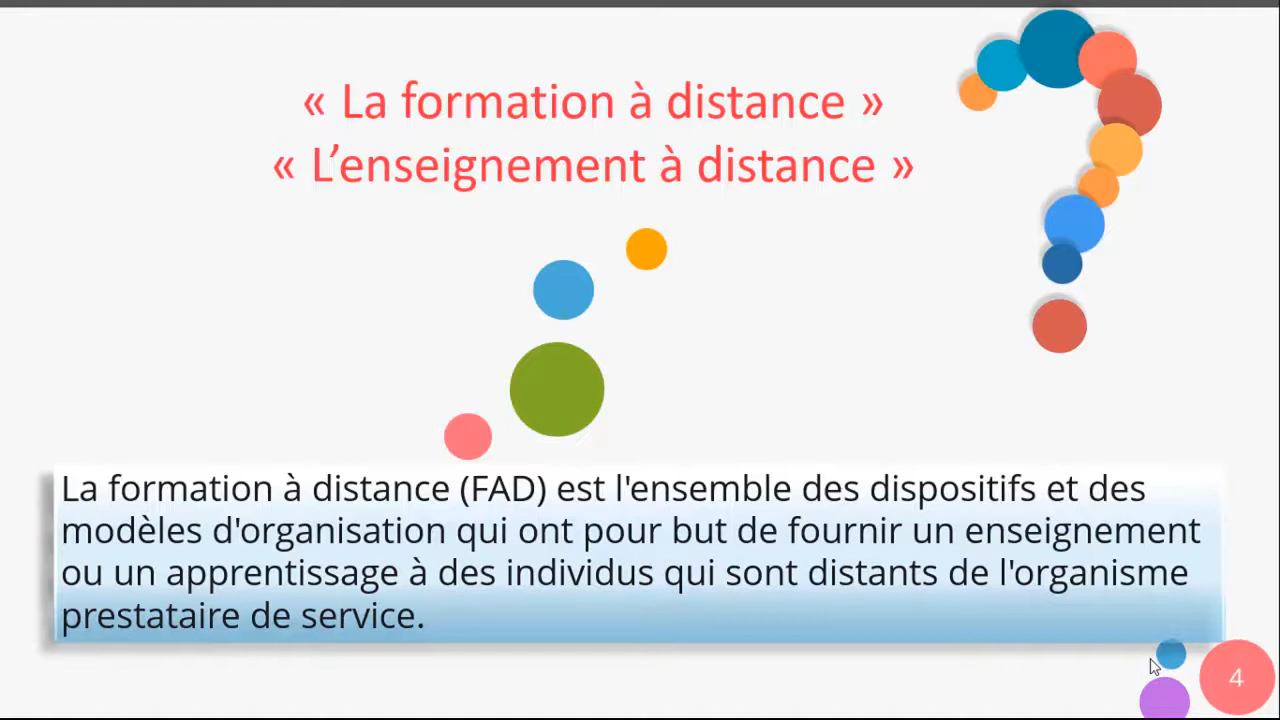 « La formation à distance »
« L’enseignement à distance »
La formation à distance (FAD) est l'ensemble des dispositifs et des
modèles d'organisation qui ont pour but de fournir un enseignement
ou un apprentissage à des individus qui sont distants de l'organisme
prestataire de service.
4